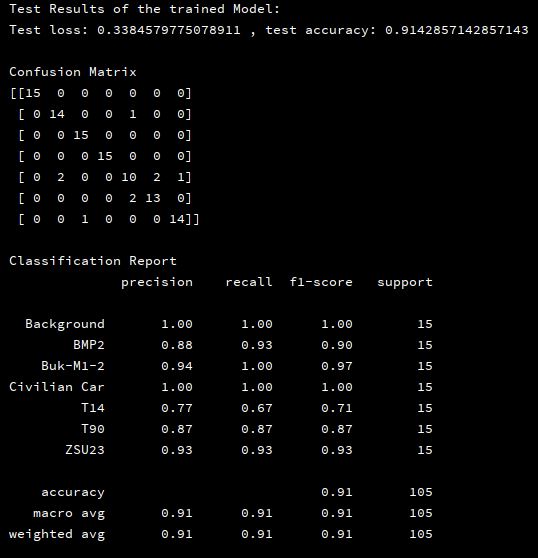 Test Results of the trained Model:
Test loss: 0.3384579775078911 , test accuracy: 0.9142857142857143
Confusion Matrix
[[15  0  0  0  0  0  0]
 [ 0 14  0  0  1  0  0]
 [ 0  0 15  0  0  0  0]
 [ 0  0  0 15  0  0  0]
 [ 0  2  0  0 10  2  1]
 [ 0  0  0  0  2 13  0]
 [ 0  0  1  0  0  0 14]]
Classification Report
              precision    recall  f1-score   support
  Background       1.00      1.00      1.00        15
        BMP2       0.88      0.93      0.90        15
    Buk-M1-2       0.94      1.00      0.97        15
Civilian Car       1.00      1.00      1.00        15
         T14       0.77      0.67      0.71        15
         T90       0.87      0.87      0.87        15
       ZSU23       0.93      0.93      0.93        15
    accuracy                           0.91       105
   macro avg       0.91      0.91      0.91       105
weighted avg       0.91      0.91      0.91       105